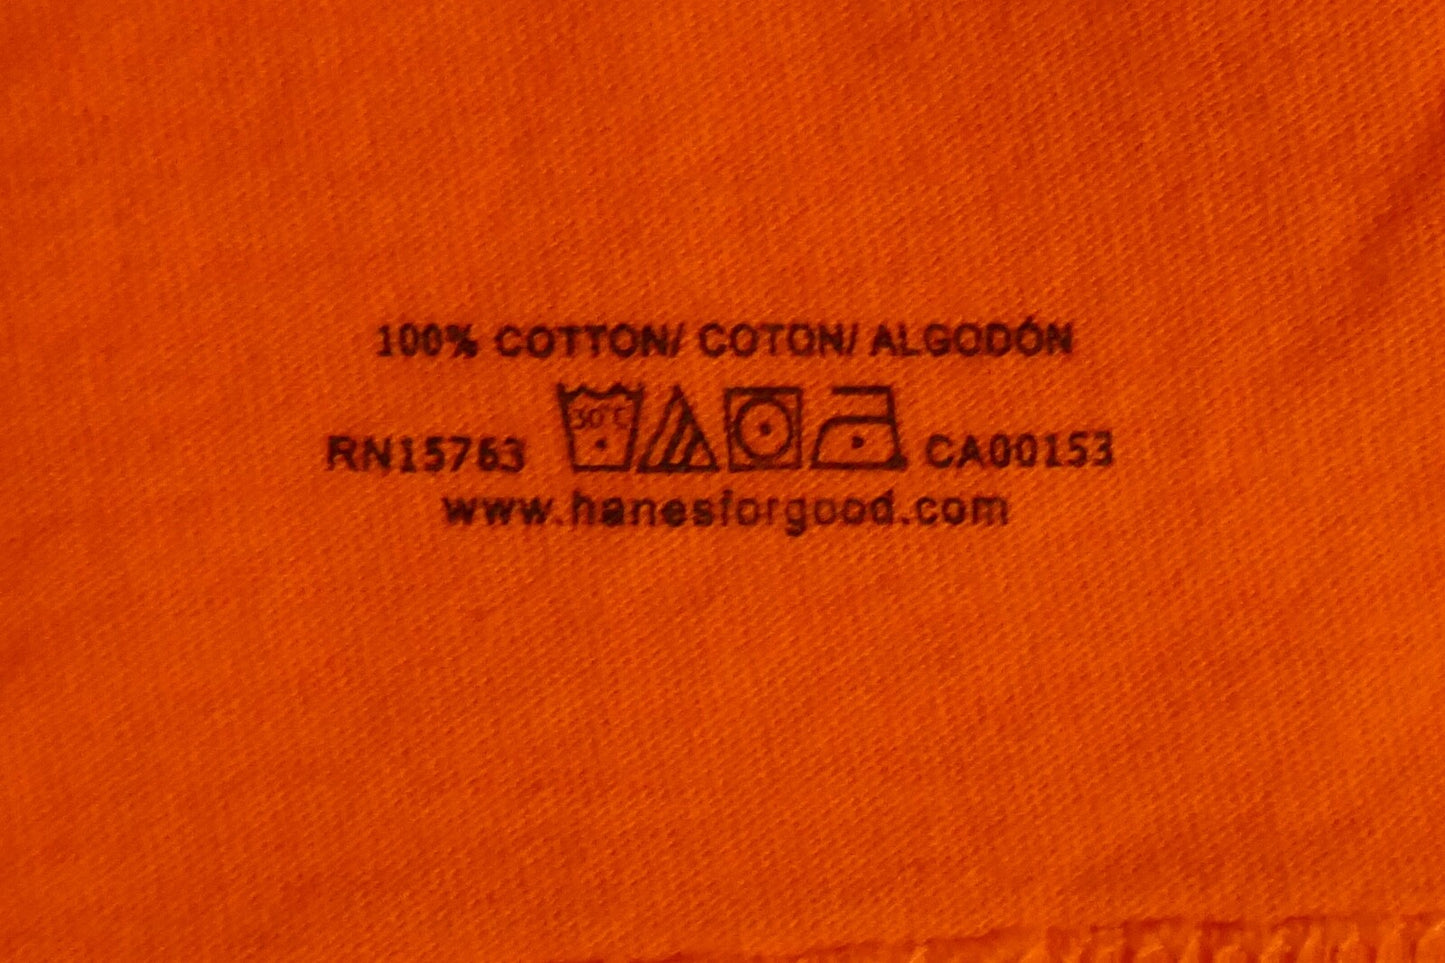 100% COTTON/ COTON/ ALGODÓN
RN15763 30°C CA00153
www.hanesforgood.com